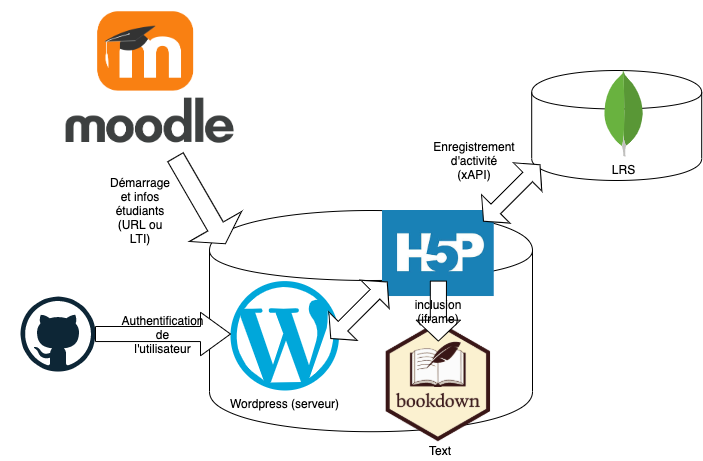 m
moodle
Démarrage
et infos
étudiants
(URL ou
LTI)
Enregistrement
d'activité
(xAPI)
LRS
H5P
inclusion
(iframe)
Authentification
de
l'utilisateur
W
Wordpress (serveur)
bookdown
Text